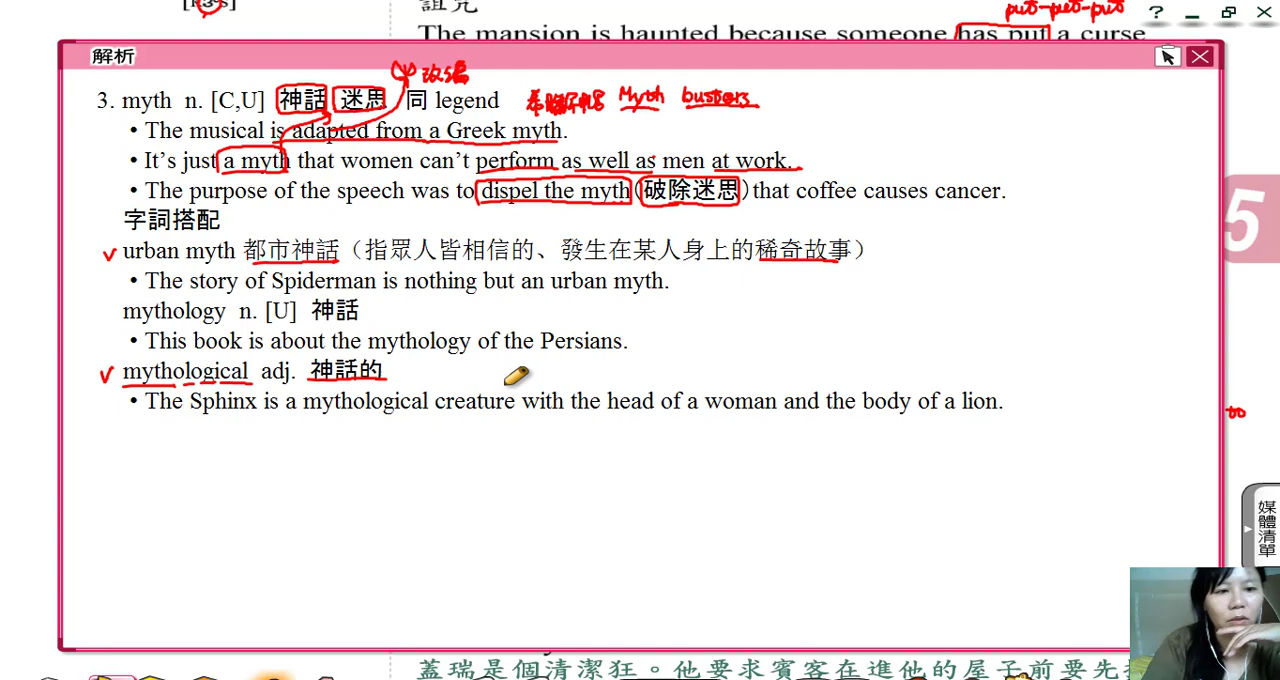 詛咒
put-put-put
The mansion is haunted because someone has put a curse
解析
改編
3. myth n. [C,U] 神話 迷思 同 legend Myth busters
• The musical is adapted from a Greek myth.
• It's just a myth that women can't perform as well as men at work.
• The purpose of the speech was to dispel the myth(破除迷思)that coffee causes cancer.
字詞搭配
5
urban myth 都市神話（指眾人皆相信的、發生在某人身上的稀奇故事）
• The story of Spiderman is nothing but an urban myth.
mythology n. [U] 神話
• This book is about the mythology of the Persians.
mythological adj. 神話的
• The Sphinx is a mythological creature with the head of a woman and the body of a lion.
to
媒體清單
蓋瑞是個清潔狂。他要求賓客在進他的屋子前要先